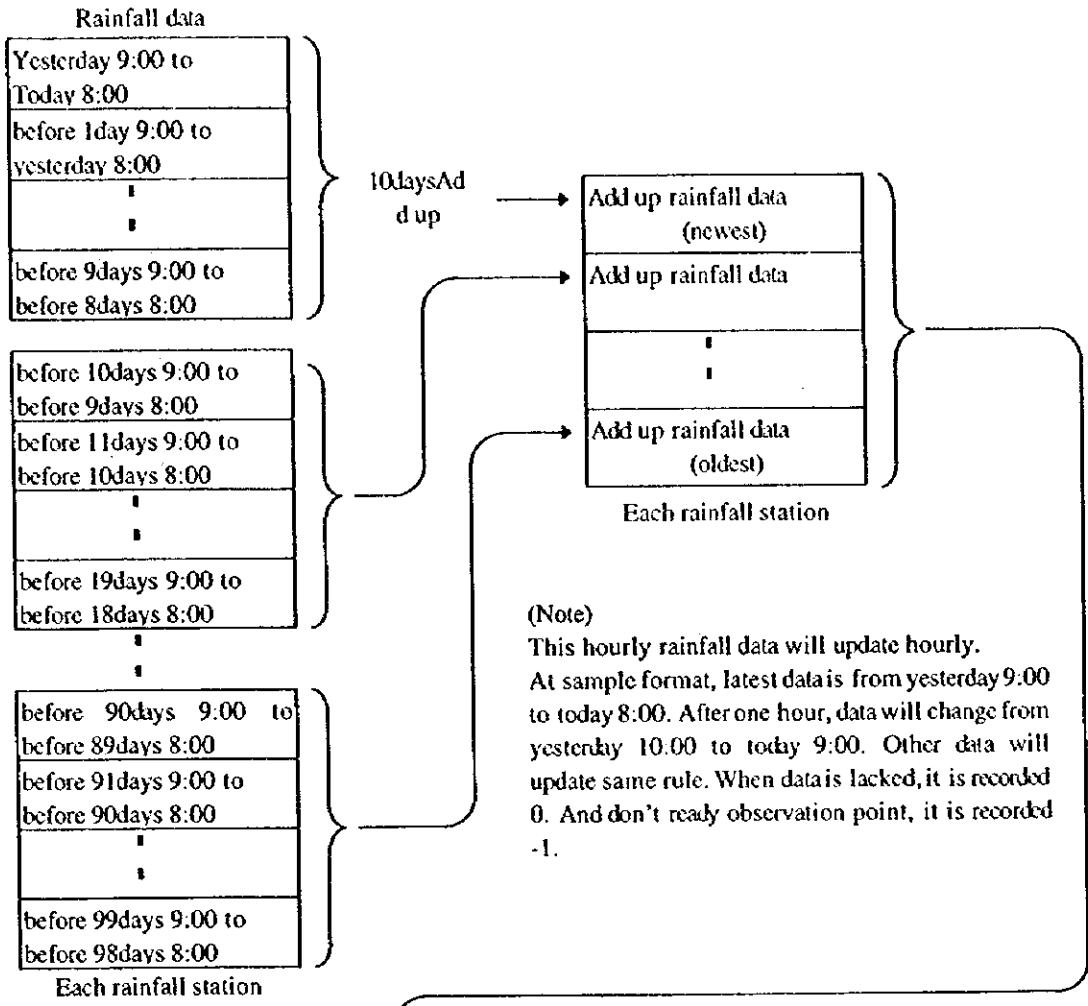 Rainfall data
Yesterday 9:00 to
Today 8:00
before 1day 9:00 to
yesterday 8:00
before 9days 9:00 to
before 8days 8:00
before 10days 9:00 to
before 9days 8:00
before 11days 9:00 to
before 10days 8:00
before 19days 9:00 to
before 18days 8:00
before 90days 9:00 to
before 89days 8:00
before 91days 9:00 to
before 90days 8:00
before 99days 9:00 to
before 98days 8:00
Each rainfall station
10daysAd
d up
Add up rainfall data
(newest)
Add up rainfall data
Add up rainfall data
(oldest)
Each rainfall station
(Note)
This hourly rainfall data will update hourly.
At sample format, latest data is from yesterday 9:00
to today 8:00. After one hour, data will change from
yesterday 10:00 to today 9:00. Other data will
update same rule. When data is lacked, it is recorded
0. And don't ready observation point, it is recorded
-1.